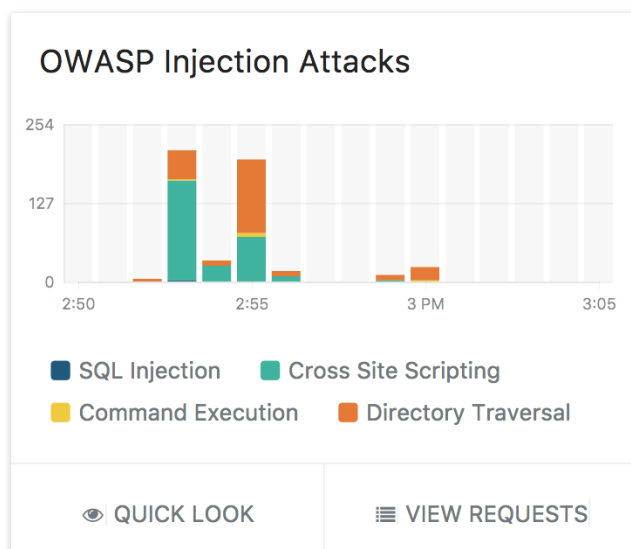 OWASP Injection Attacks
254
127
0
2:50 2:55 3 PM 3:05
SQL Injection Cross Site Scripting
Command Execution Directory Traversal
QUICK LOOK VIEW REQUESTS